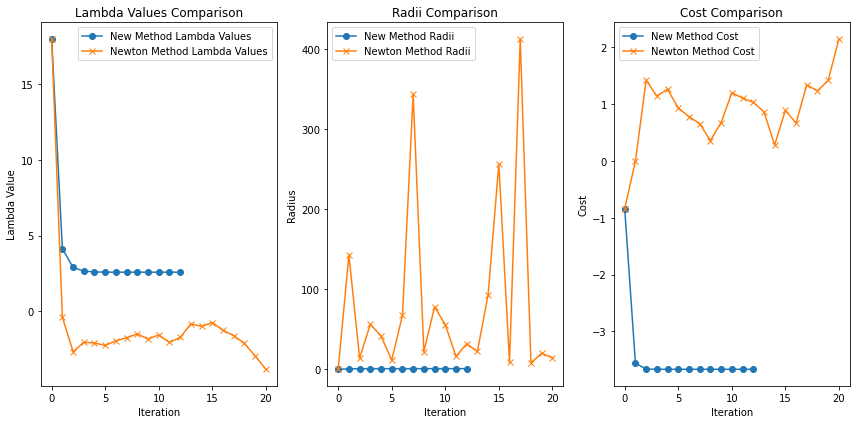 Lambda Values Comparison
New Method Lambda Values
Newton Method Lambda Values
Lambda Value
15
10
5
0
0
5
10
15
20
Iteration
Radii Comparison
New Method Radii
Newton Method Radii
Radius
400
300
200
100
0
0
5
10
15
20
Iteration
Cost Comparison
New Method Cost
Newton Method Cost
Cost
2
1
0
−1
−2
−3
0
5
10
15
20
Iteration